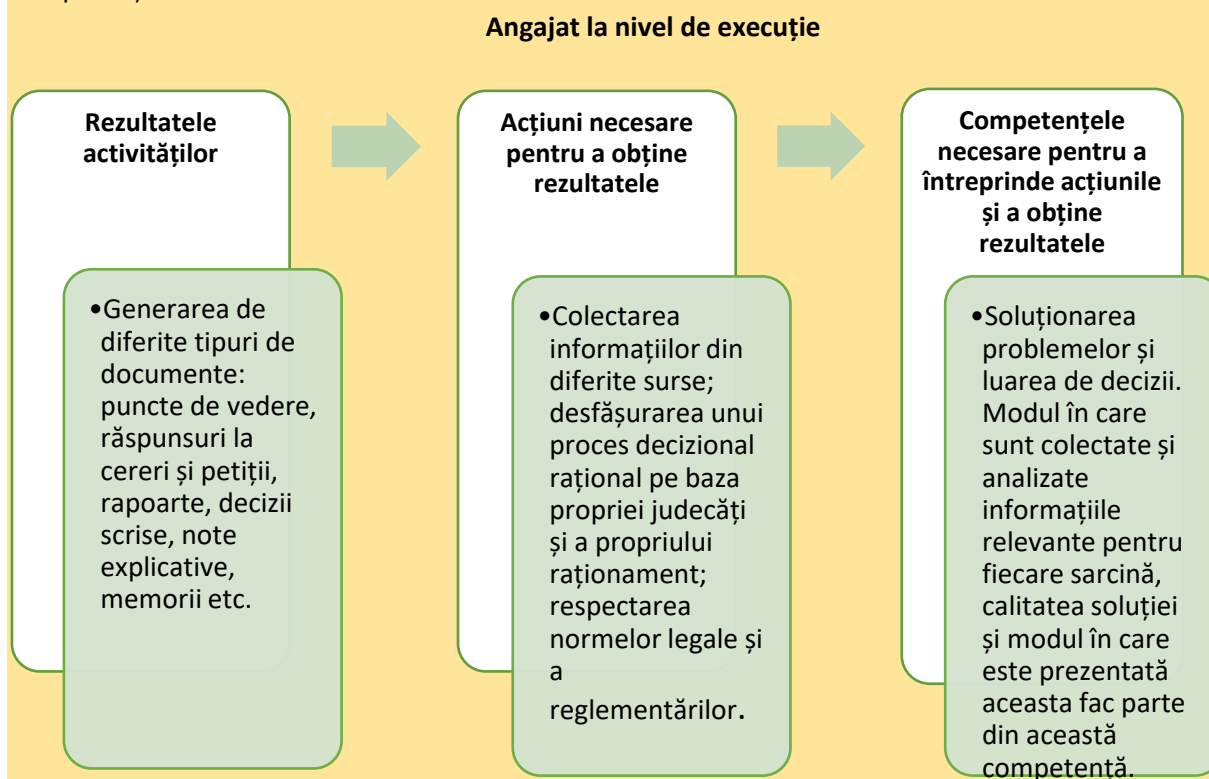 Angajat la nivel de execuție
Rezultatele
activităților
•Generarea de
diferite tipuri de
documente:
puncte de vedere,
răspunsuri la
cereri și petiții,
rapoarte, decizii
scrise, note
explicative,
memorii etc.
Acțiuni necesare
pentru a obține
rezultatele
•Colectarea
informațiilor din
diferite surse;
desfășurarea unui
proces decizional
rațional pe baza
propriei judecăți
și a propriului
raționament;
respectarea
normelor legale și
a
reglementărilor.
Competențele
necesare pentru a
întreprinde acțiunile
și a obține
rezultatele
•Soluționarea
problemelor și
luarea de decizii.
Modul în care
sunt colectate și
analizate
informațiile
relevante pentru
fiecare sarcină,
calitatea soluției
și modul în care
este prezentată
aceasta fac parte
din această
competență.